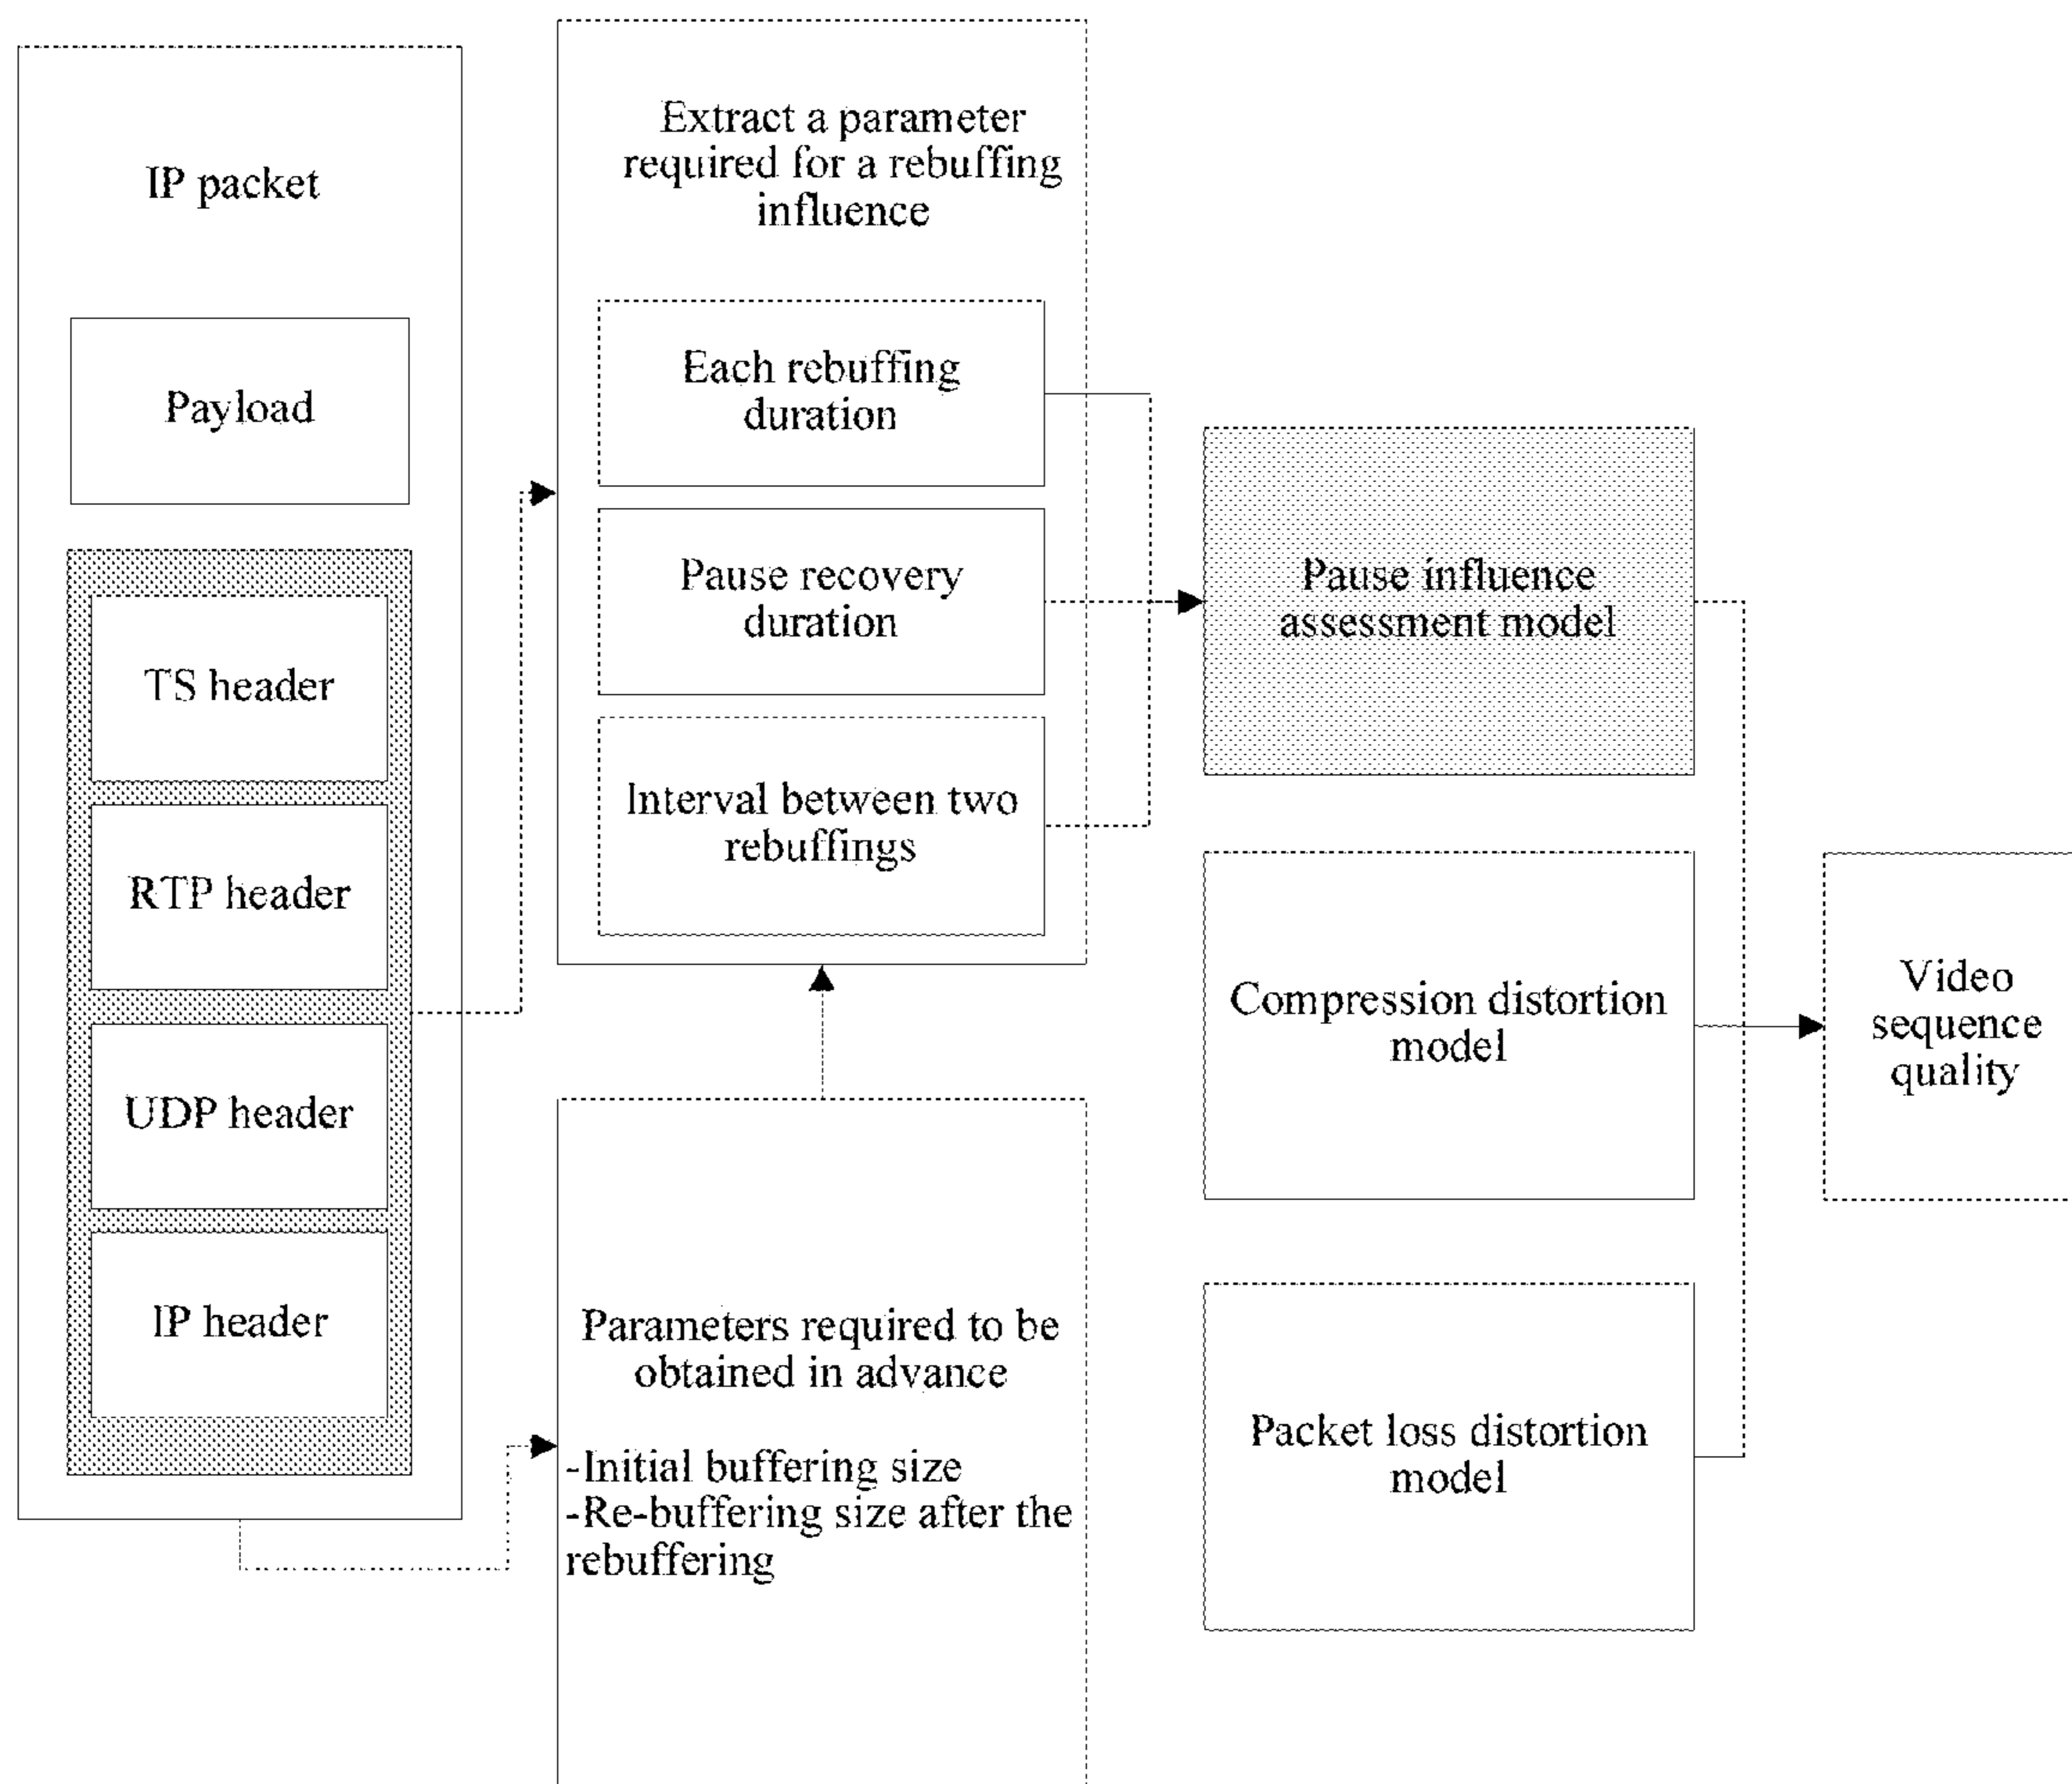 IP packet
Payload
TS header
RTP header
UDP header
IP header
Extract a parameter
required for a rebuffing
influence
Each rebuffing
duration
Pause recovery
duration
Interval between two
rebuffings
Parameters required to be
obtained in advance
-Initial buffering size
-Re-buffering size after the
rebuffering
Pause influence
assessment model
Compression distortion
model
Packet loss distortion
model
Video
sequence
quality